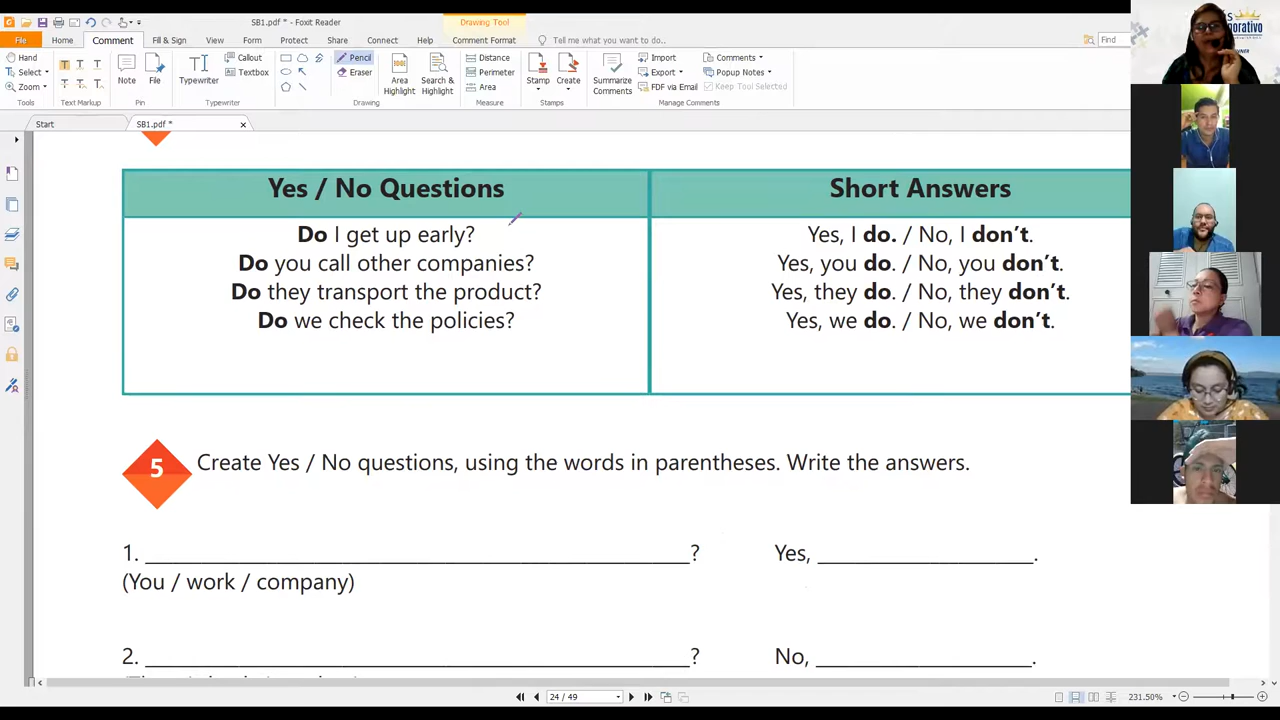 SB1.pdf * - Foxit Reader
Drawing Tool
File Home Comment Fill & Sign View Form Protect Share Connect Help Comment Format Tell me what you want to do... Find
Hand
Select
Zoom
Tools
Text Markup
Note
File
Pin
Typewriter
Callout
Textbox
Typewriter
Pencil
Eraser
Drawing
Area Highlight
Search & Highlight
Distance
Perimeter
Area
Measure
Stamp
Create
Stamps
Summarize Comments
Import
Export
FDF via Email
Comments
Popup Notes
Keep Tool Selected
Manage Comments
Start
SB1.pdf *
Yes / No Questions
Do I get up early?
Do you call other companies?
Do they transport the product?
Do we check the policies?
Short Answers
Yes, I do. / No, I don't.
Yes, you do. / No, you don't.
Yes, they do. / No, they don't.
Yes, we do. / No, we don't.
5 Create Yes / No questions, using the words in parentheses. Write the answers.
1. ______________________________? Yes, ____________________.
(You / work / company)
2. ______________________________? No, ____________________.
24 / 49
231.50%